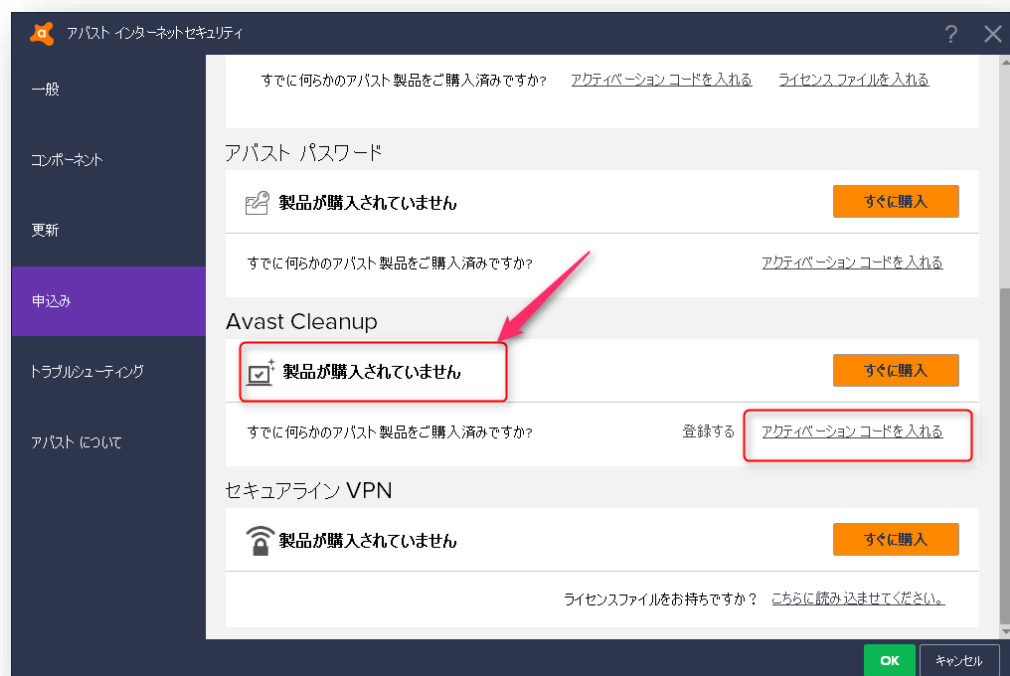 アバスト インターネットセキュリティ
?
一般
コンポーネント
更新
申込み
トラブルシューティング
アバスト について
すでに何らかのアバスト 製品をご購入済みですか? アクティベーション コードを入れる ライセンス ファイルを入れる
アバスト パスワード
製品が購入されていません すぐに購入
すでに何らかのアバスト 製品をご購入済みですか? アクティベーション コードを入れる
Avast Cleanup
製品が購入されていません すぐに購入
すでに何らかのアバスト 製品をご購入済みですか? 登録する アクティベーション コードを入れる
セキュアライン VPN
製品が購入されていません すぐに購入
ライセンスファイルをお持ちですか? こちらに読み込ませてください。
OK キャンセル